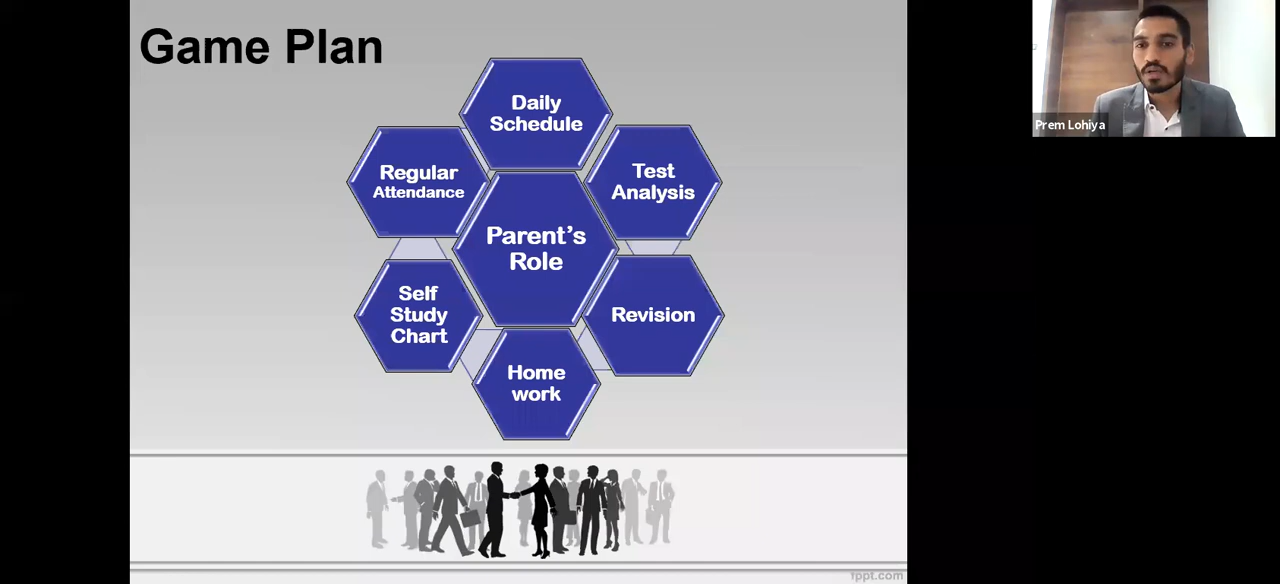 Game Plan
Daily
Schedule
Regular
Attendance
Test
Analysis
Parent's
Role
Self
Study
Chart
Revision
Home
work
fppt.com
Prem Lohiya